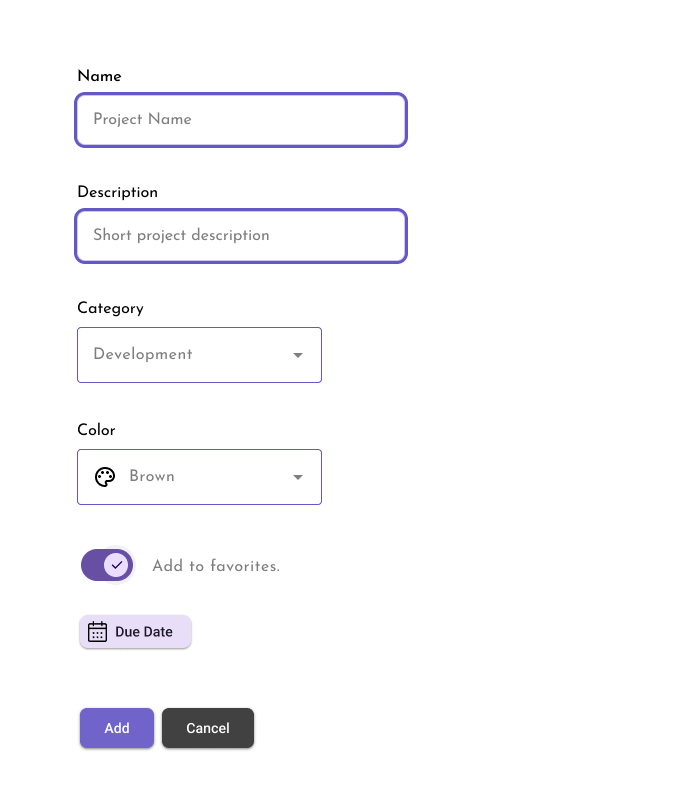 Name
Project Name
Description
Short project description
Category
Development
Color
Brown
Add to favorites.
Due Date
Add
Cancel